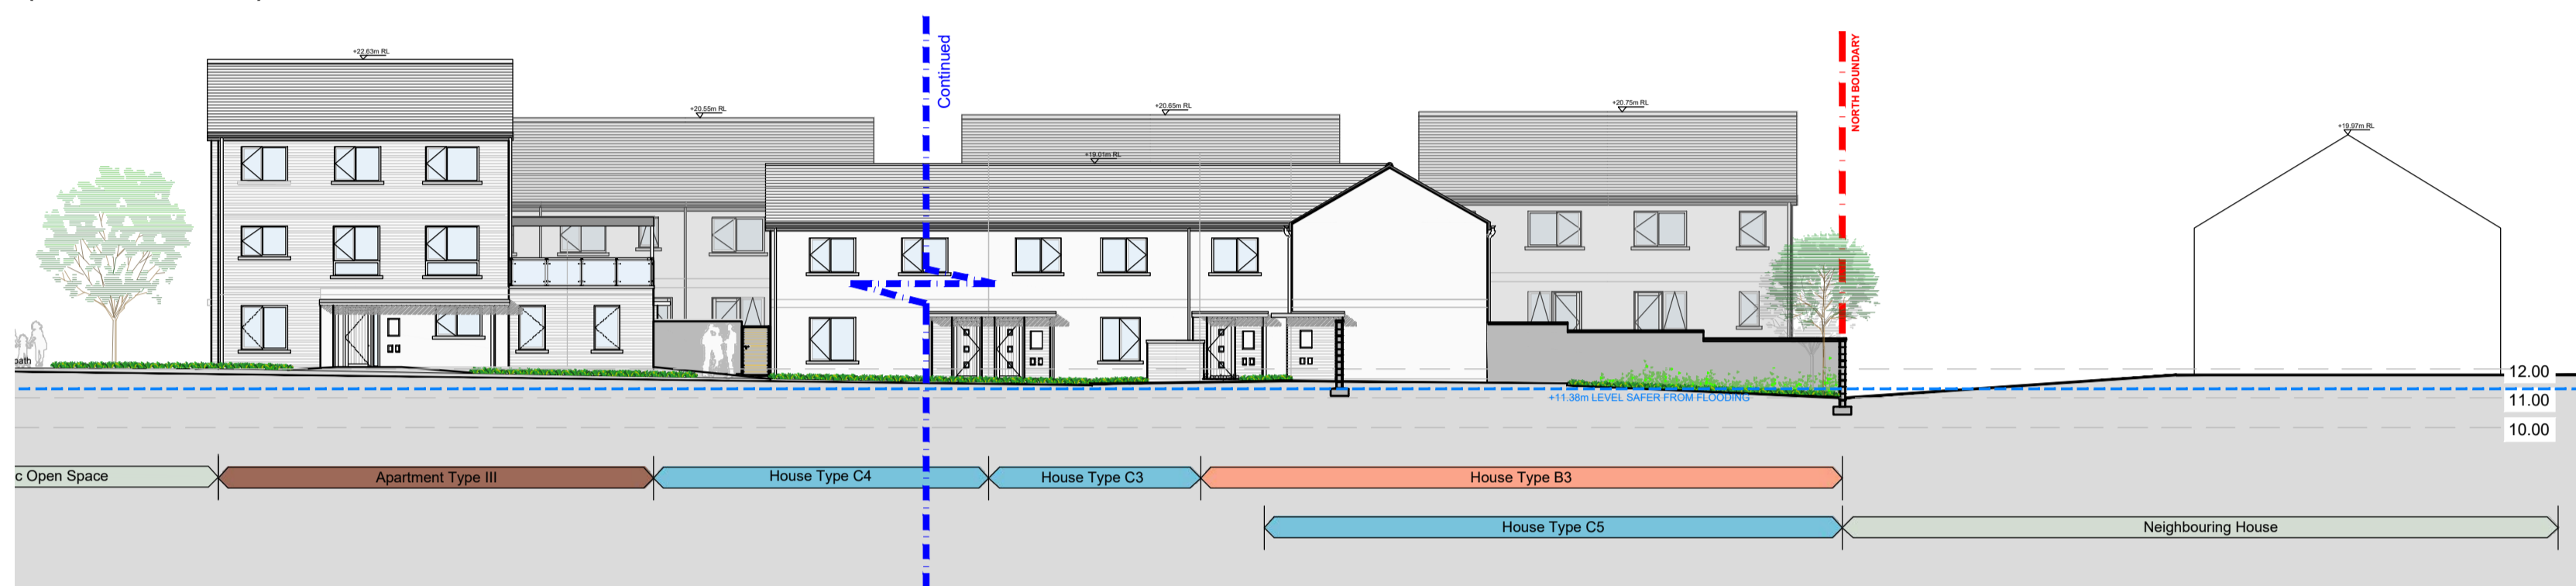 +22.63m RL
Continued
NORTH BOUNDARY
+20.55m RL
+20.65m RL
+20.75m RL
+19.01m RL
+19.97m RL
path
12.00
+11.38m LEVEL SAFER FROM FLOODING
11.00
10.00
c Open Space
Apartment Type III
House Type C4
House Type C3
House Type B3
House Type C5
Neighbouring House